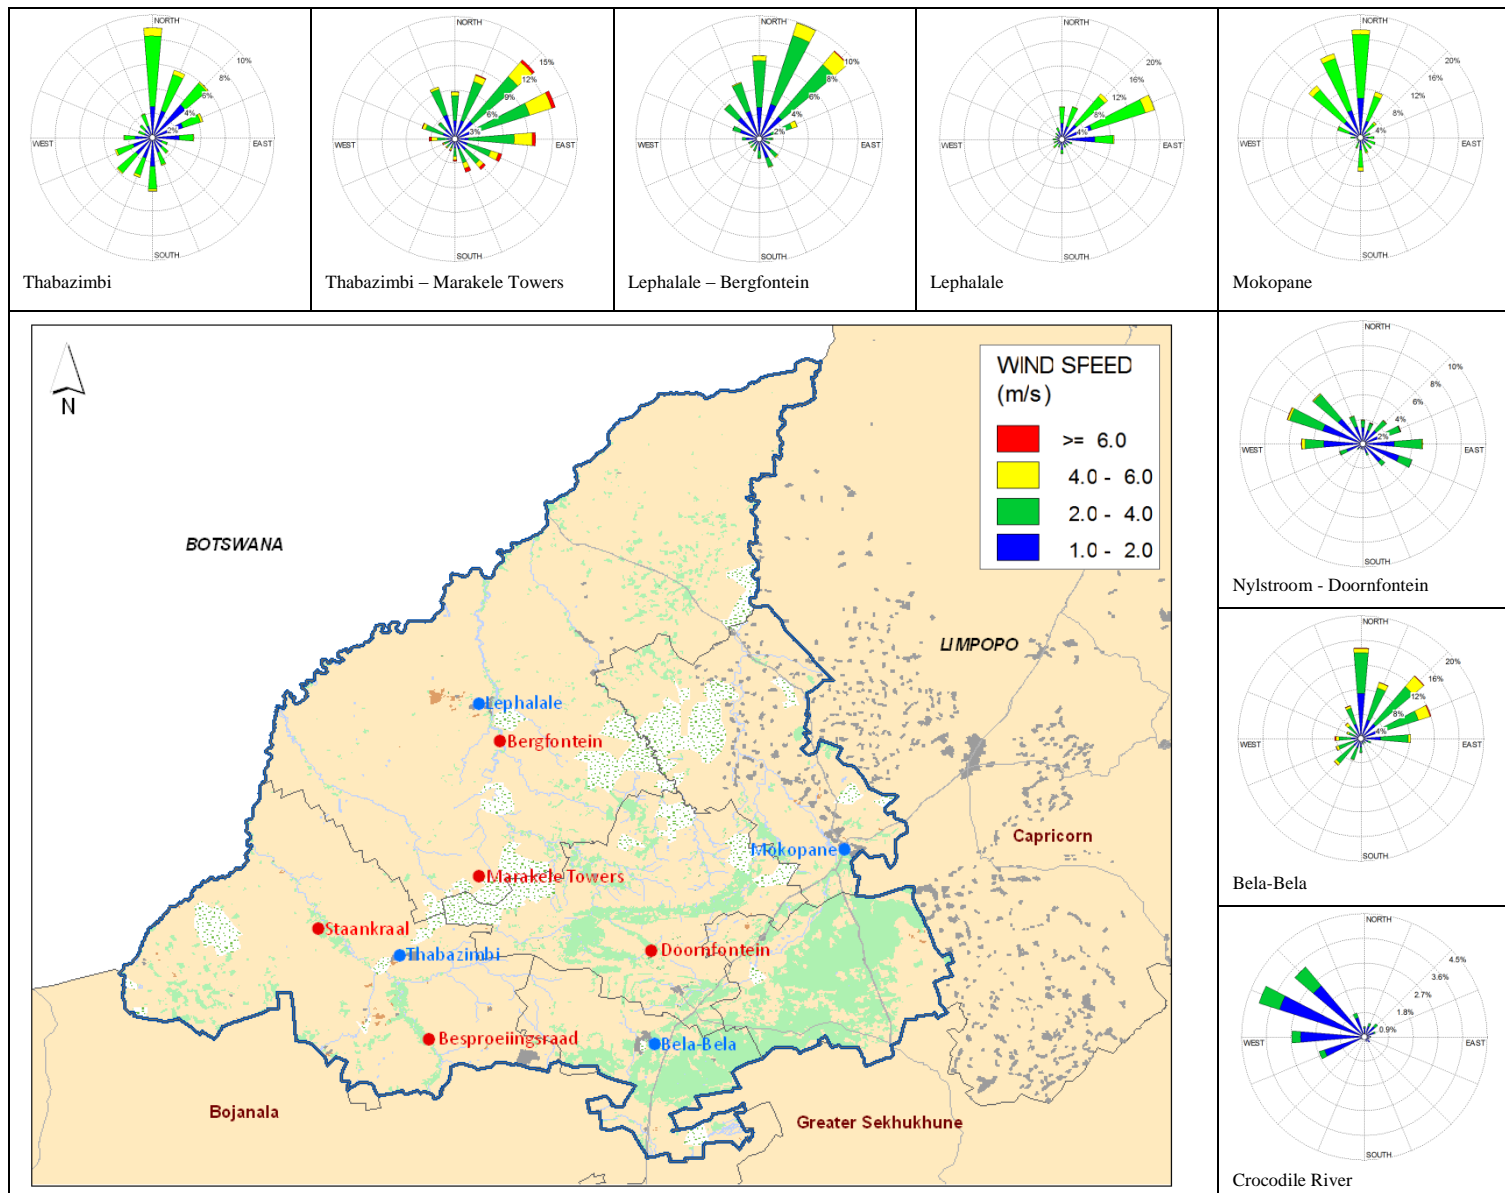 NORTH
10%
8%
6%
4%
2%
WEST
EAST
SOUTH
Thabazimbi
NORTH
15%
12%
9%
6%
3%
WEST
EAST
SOUTH
Thabazimbi – Marakele Towers
NORTH
10%
8%
6%
4%
2%
WEST
EAST
SOUTH
Lephalale – Bergfontein
NORTH
20%
16%
12%
8%
4%
WEST
EAST
SOUTH
Lephalale
NORTH
20%
16%
12%
8%
4%
WEST
EAST
SOUTH
Mokopane
N
BOTSWANA
WIND SPEED
(m/s)
>= 6.0
4.0 - 6.0
2.0 - 4.0
1.0 - 2.0
LIMPOPO
Lephalale
Bergfontein
Capricorn
Mokopane
Marakele Towers
Staankraal
Thabazimbi
Doornfontein
Besproeiingsraad
Bela-Bela
Bojanala
Greater Sekhukhune
NORTH
10%
8%
6%
4%
2%
WEST
EAST
SOUTH
Nylstroom - Doornfontein
NORTH
20%
16%
12%
8%
4%
WEST
EAST
SOUTH
Bela-Bela
NORTH
4.5%
3.6%
2.7%
1.8%
0.9%
WEST
EAST
SOUTH
Crocodile River